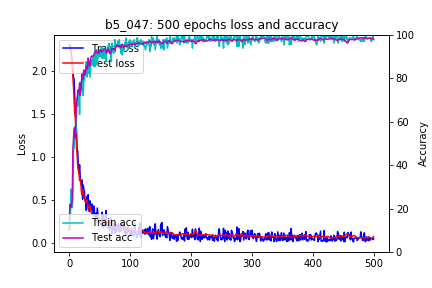 b5_047: 500 epochs loss and accuracy
Train loss
Test loss
Train acc
Test acc
Loss
2.0
1.5
1.0
0.5
0.0
Accuracy
100
80
60
40
20
0
0
100
200
300
400
500